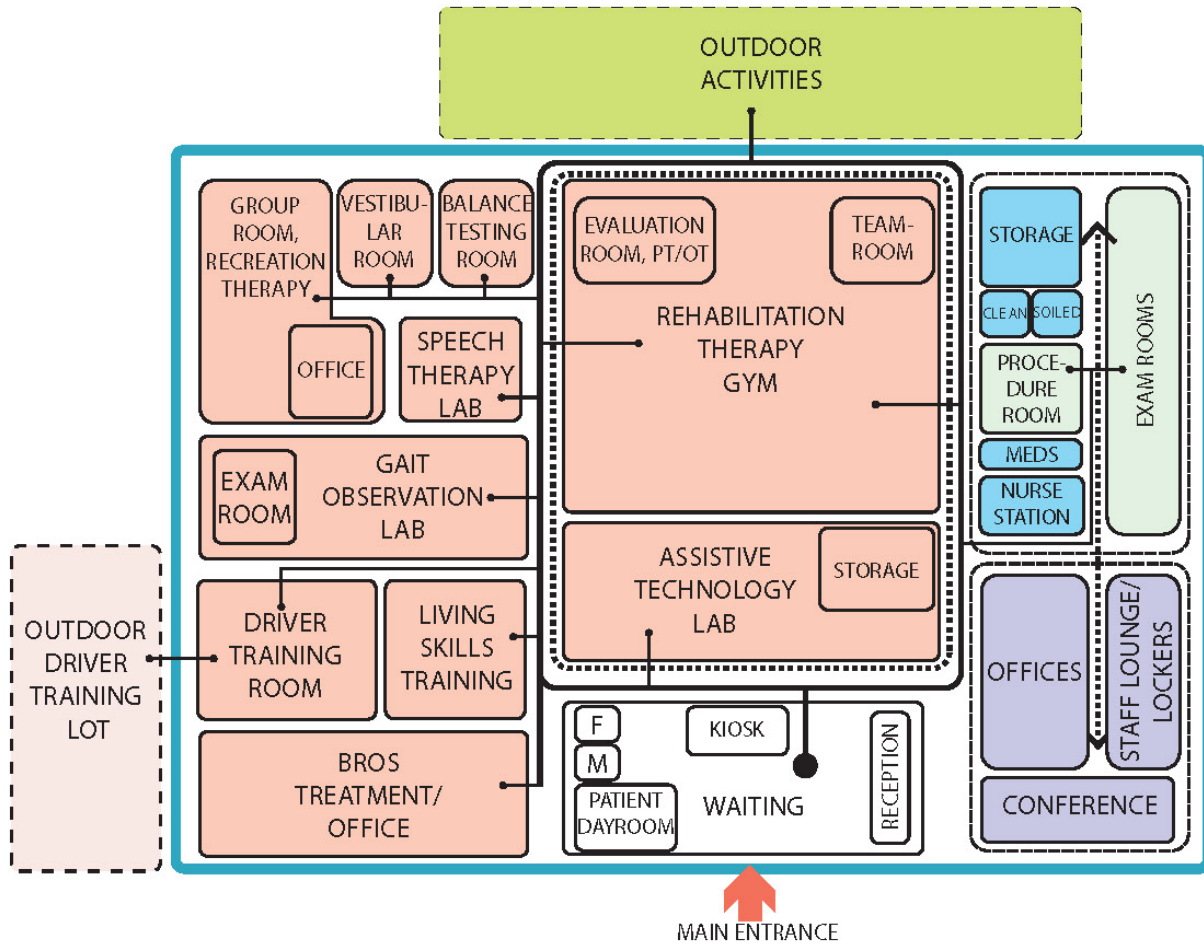 OUTDOOR
ACTIVITIES
GROUP
ROOM,
RECREATION
THERAPY
OFFICE
VESTIBU-
LAR
ROOM
BALANCE
TESTING
ROOM
SPEECH
THERAPY
LAB
EVALUATION
ROOM, PT/OT
TEAM-
ROOM
REHABILITATION
THERAPY
GYM
STORAGE
CLEAN
SOILED
PROCE-
DURE
ROOM
MEDS
NURSE
STATION
EXAM ROOMS
EXAM
ROOM
GAIT
OBSERVATION
LAB
ASSISTIVE
TECHNOLOGY
LAB
STORAGE
OUTDOOR
DRIVER
TRAINING
LOT
DRIVER
TRAINING
ROOM
LIVING
SKILLS
TRAINING
OFFICES
STAFF LOUNGE/
LOCKERS
CONFERENCE
BROS
TREATMENT/
OFFICE
F
M
PATIENT
DAYROOM
KIOSK
WAITING
RECEPTION
MAIN ENTRANCE